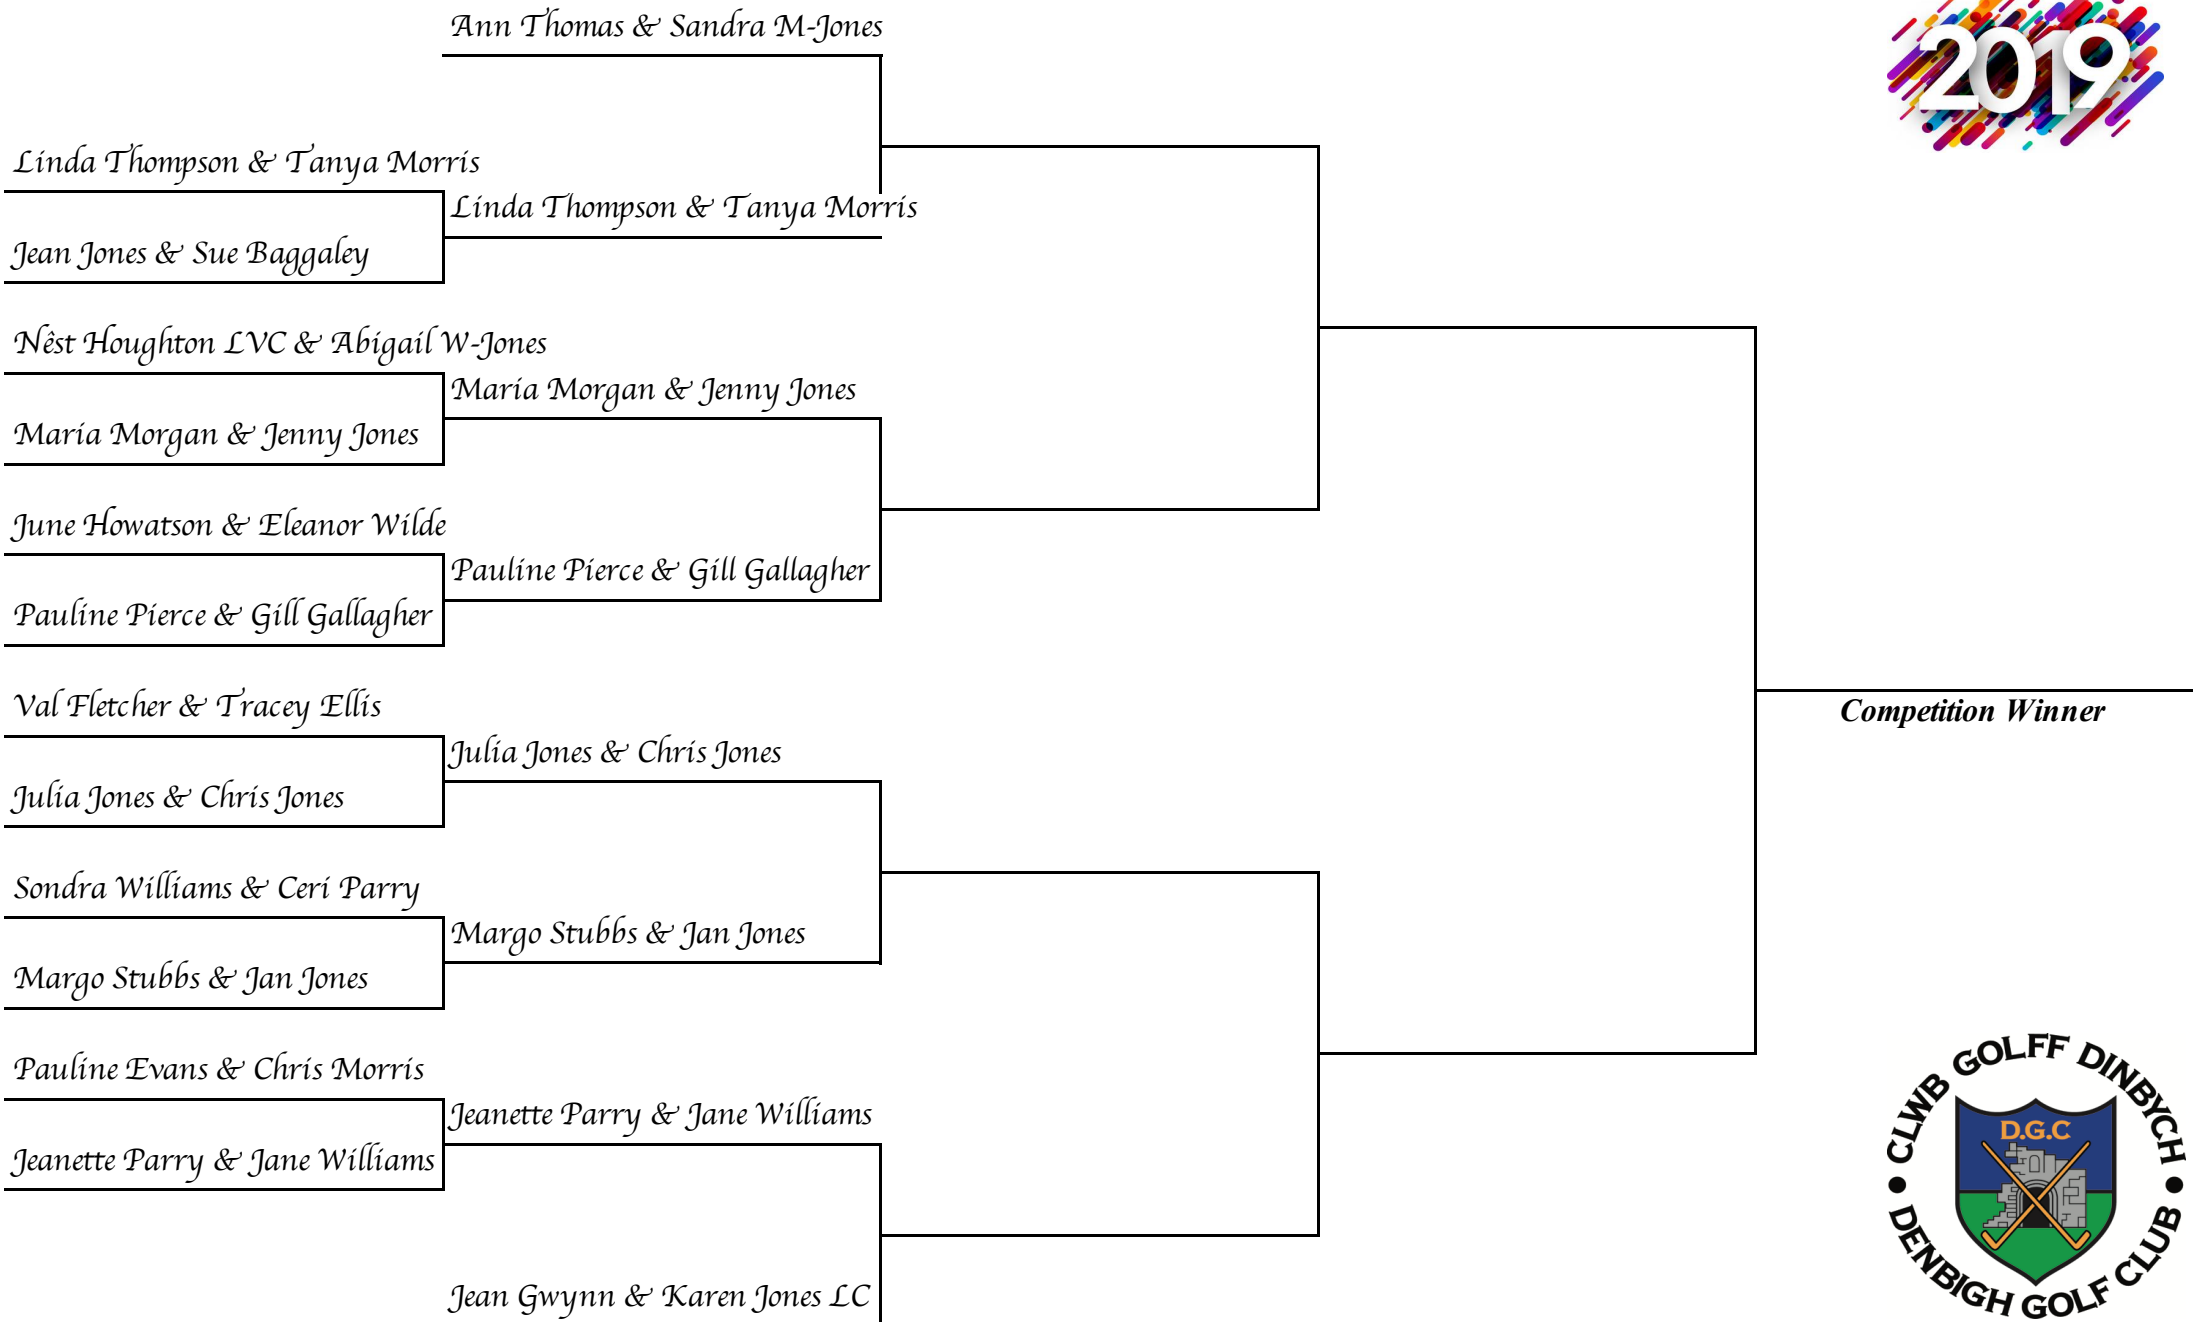 Ann Thomas & Sandra M-Jones
2019
Linda Thompson & Tanya Morris
Linda Thompson & Tanya Morris
Jean Jones & Sue Baggaley
Nêst Houghton LVC & Abigail W-Jones
Maria Morgan & Jenny Jones
Maria Morgan & Jenny Jones
June Howatson & Eleanor Wilde
Pauline Pierce & Gill Gallagher
Pauline Pierce & Gill Gallagher
Val Fletcher & Tracey Ellis
Competition Winner
Julia Jones & Chris Jones
Julia Jones & Chris Jones
Sondra Williams & Ceri Parry
Margo Stubbs & Jan Jones
Margo Stubbs & Jan Jones
Pauline Evans & Chris Morris
Jeanette Parry & Jane Williams
Jeanette Parry & Jane Williams
Jean Gwynn & Karen Jones LC
CLWB GOLFF DINBYCH
D.G.C
DENBIGH GOLF CLUB